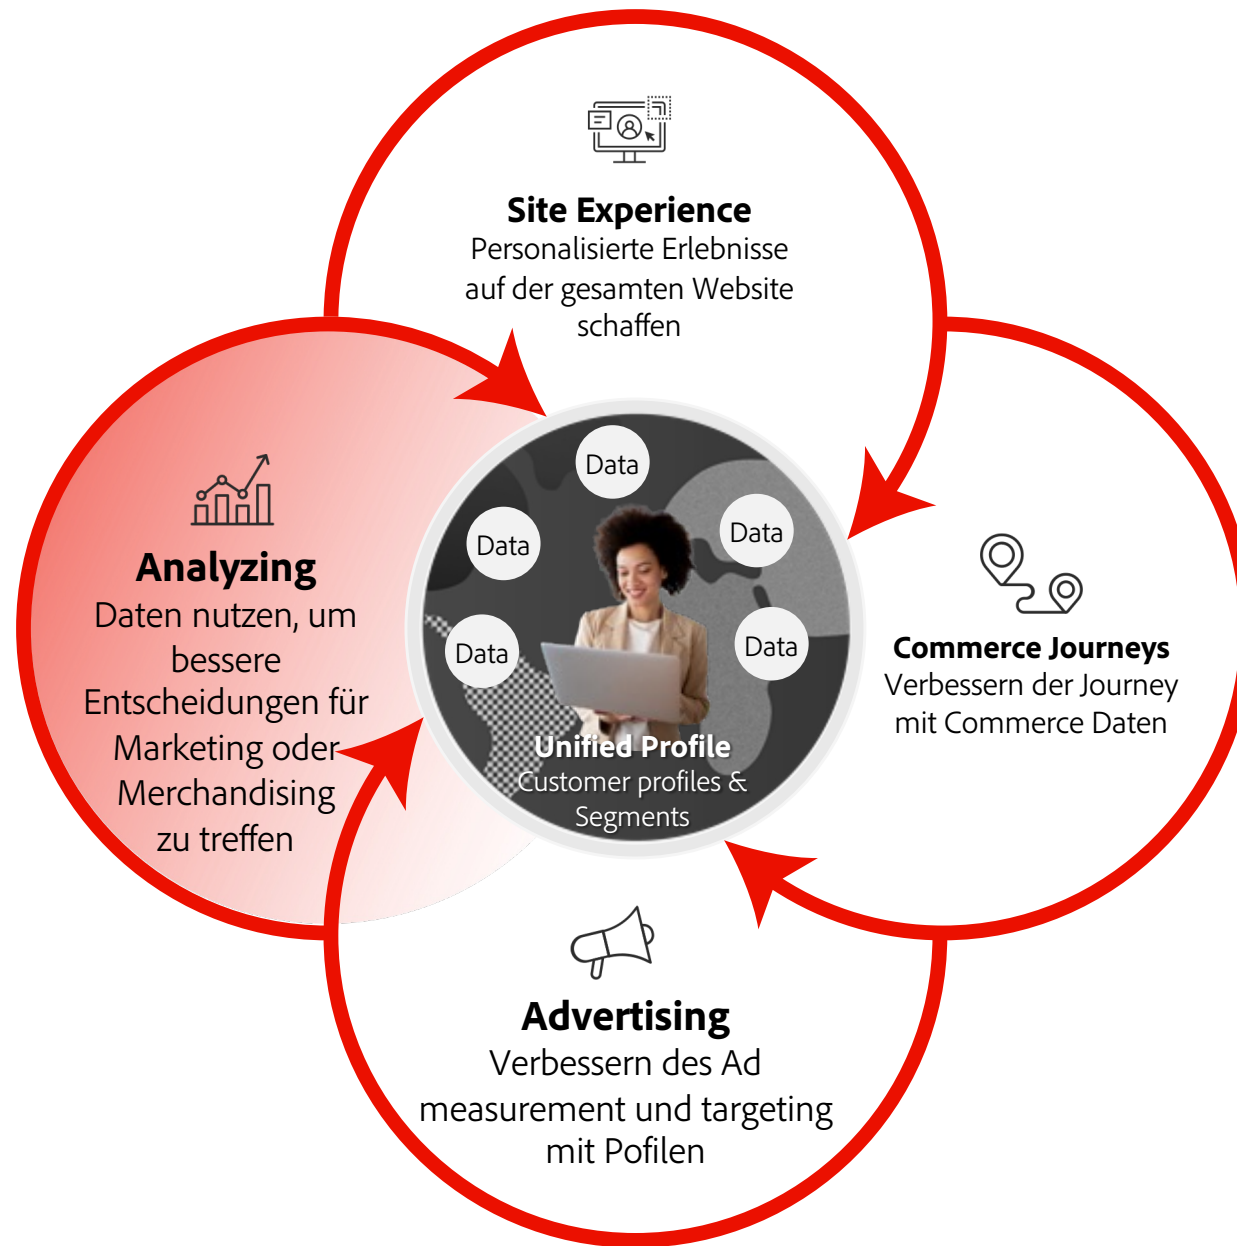 Site Experience
Personalisierte Erlebnisse
auf der gesamten Website
schaffen
Analyzing
Daten nutzen, um
bessere
Entscheidungen für
Marketing oder
Merchandising
zu treffen
Data
Data
Data
Data
Data
Unified Profile
Customer profiles &
Segments
Commerce Journeys
Verbessern der Journey
mit Commerce Daten
Advertising
Verbessern des Ad
measurement und targeting
mit Pofilen